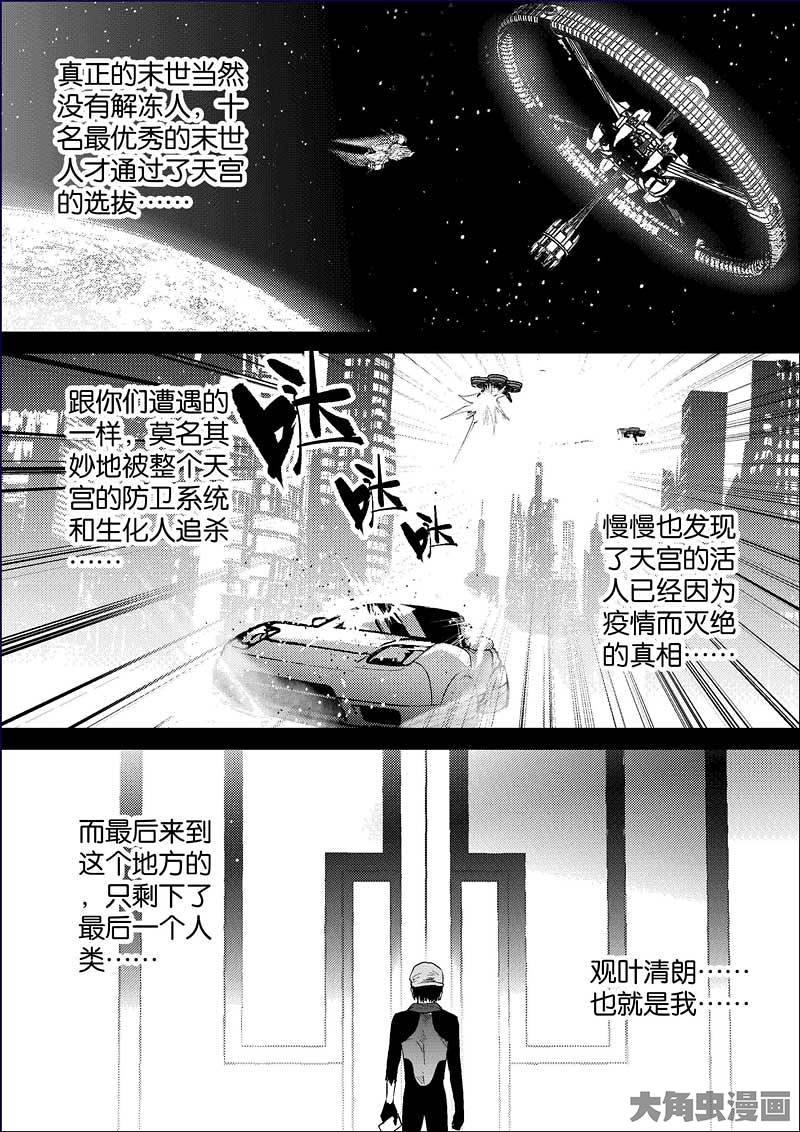 真正的末世当然
没有解冻人，十
名最优秀的末世
人才通过了天宫
的选拔……
跟你们遭遇的
一样，莫名其
妙地被整个天
宫的防卫系统
和生化人追杀
……
哒
哒
哒
慢慢也发现
了天宫的活
人已经因为
疫情而灭绝
的真相……
而最后来到
这个地方的
，只剩下了
最后一个人
类……
观叶清朗……
也就是我……
大角虫漫画